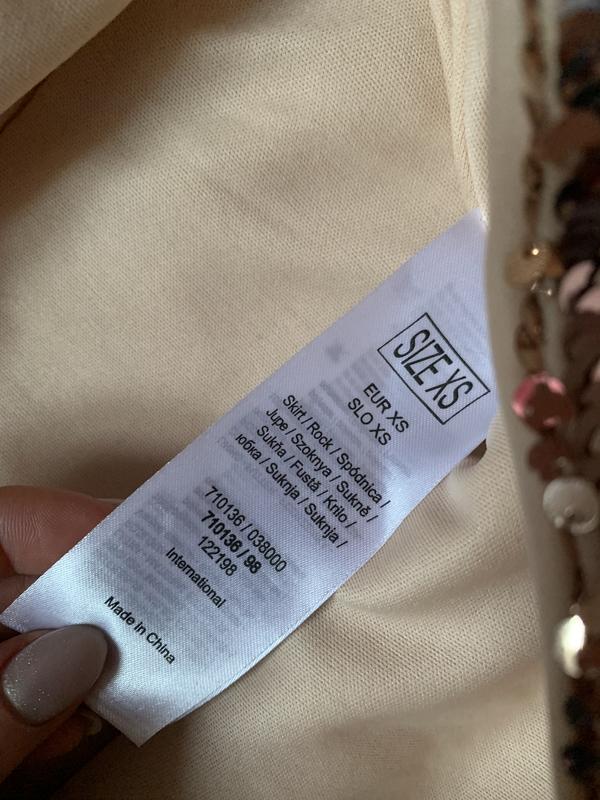 SIZE XS
EUR XS
SLO XS
Skirt / Rock / Spódnica /
Jupe / Szoknya / Sukně /
Sukňa / Fustă / Krilo /
юбка / Suknja / Suknja /
710136 / 038000
710136 / 98
122198
International
Made in China